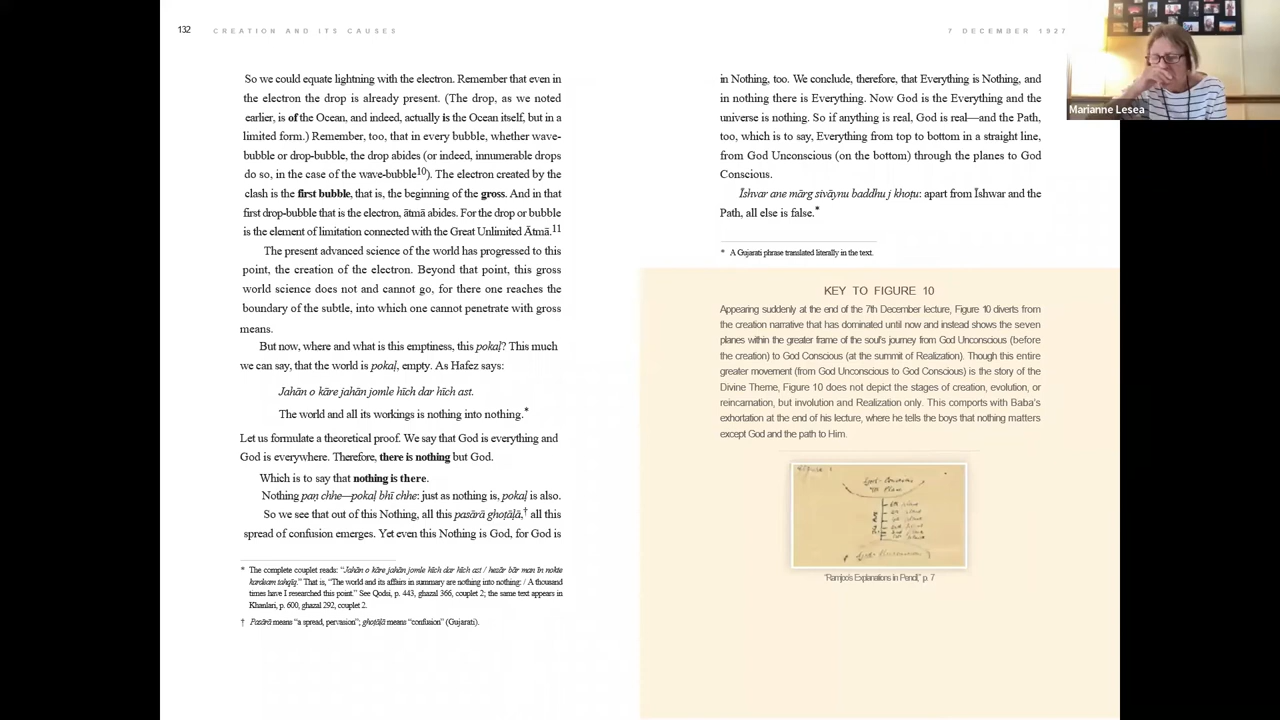 132 CREATION AND ITS CAUSES
So we could equate lightning with the electron. Remember that even in
the electron the drop is already present. (The drop, as we noted
earlier, is of the Ocean, and indeed, actually is the Ocean itself, but in a
limited form.) Remember, too, that in every bubble, whether wave-
bubble or drop-bubble, the drop abides (or indeed, innumerable drops
do so, in the case of the wave-bubble10). The electron created by the
clash is the first bubble, that is, the beginning of the gross. And in that
first drop-bubble that is the electron, ātmā abides. For the drop or bubble
is the element of limitation connected with the Great Unlimited Ātmā.11
The present advanced science of the world has progressed to this
point, the creation of the electron. Beyond that point, this gross
world science does not and cannot go, for there one reaches the
boundary of the subtle, into which one cannot penetrate with gross
means.
But now, where and what is this emptiness, this pokaḷ? This much
we can say, that the world is pokaḷ, empty. As Hafez says:
Jahān o kāre jahān jomle hīch dar hīch ast.
The world and all its workings is nothing into nothing.*
Let us formulate a theoretical proof. We say that God is everything and
God is everywhere. Therefore, there is nothing but God.
Which is to say that nothing is there.
Nothing paṇ chhe—pokaḷ bhī chhe: just as nothing is, pokaḷ is also.
So we see that out of this Nothing, all this pasārā ghoṭāḷā,† all this
spread of confusion emerges. Yet even this Nothing is God, for God is
* The complete couplet reads: “Jahān o kāre jahān jomle hīch dar hīch ast / hezār bār man īn nokte
kardeam tahqīq.” That is, “The world and its affairs in summary are nothing into nothing: / A thousand
times have I researched this point.” See Qodsi, p. 443, ghazal 366, couplet 2; the same text appears in
Khanlari, p. 600, ghazal 292, couplet 2.
† Pasārā means “a spread, pervasion”; ghoṭāḷā means “confusion” (Gujarati).
7 DECEMBER 1927
in Nothing, too. We conclude, therefore, that Everything is Nothing, and
in nothing there is Everything. Now God is the Everything and the
universe is nothing. So if anything is real, God is real—and the Path,
too, which is to say, Everything from top to bottom in a straight line,
from God Unconscious (on the bottom) through the planes to God
Conscious.
Īshvar ane mārg sivāynu baddhu j khoṭu: apart from Īshwar and the
Path, all else is false.*
* A Gujarati phrase translated literally in the text.
KEY TO FIGURE 10
Appearing suddenly at the end of the 7th December lecture, Figure 10 diverts from
the creation narrative that has dominated until now and instead shows the seven
planes within the greater frame of the soul’s journey from God Unconscious (before
the creation) to God Conscious (at the summit of Realization). Though this entire
greater movement (from God Unconscious to God Conscious) is the story of the
Divine Theme, Figure 10 does not depict the stages of creation, evolution, or
reincarnation, but involution and Realization only. This comports with Baba’s
exhortation at the end of his lecture, where he tells the boys that nothing matters
except God and the path to Him.
God-Conscious
Plane
“Ramjoo’s Explanations in Pencil,” p. 7
Marianne Lesea